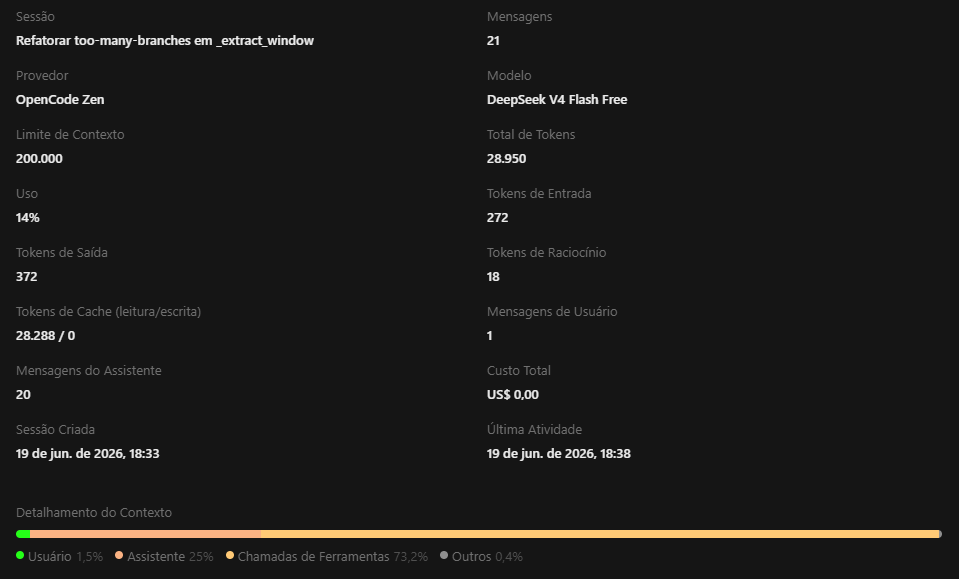 Sessão
Mensagens
Refatorar too-many-branches em _extract_window
21
Provedor
Modelo
OpenCode Zen
DeepSeek V4 Flash Free
Limite de Contexto
Total de Tokens
200.000
28.950
Uso
Tokens de Entrada
14%
272
Tokens de Saída
Tokens de Raciocínio
372
18
Tokens de Cache (leitura/escrita)
Mensagens de Usuário
28.288 / 0
1
Mensagens do Assistente
Custo Total
20
US$ 0,00
Sessão Criada
Última Atividade
19 de jun. de 2026, 18:33
19 de jun. de 2026, 18:38
Detalhamento do Contexto
Usuário 1,5% Assistente 25% Chamadas de Ferramentas 73,2% Outros 0,4%